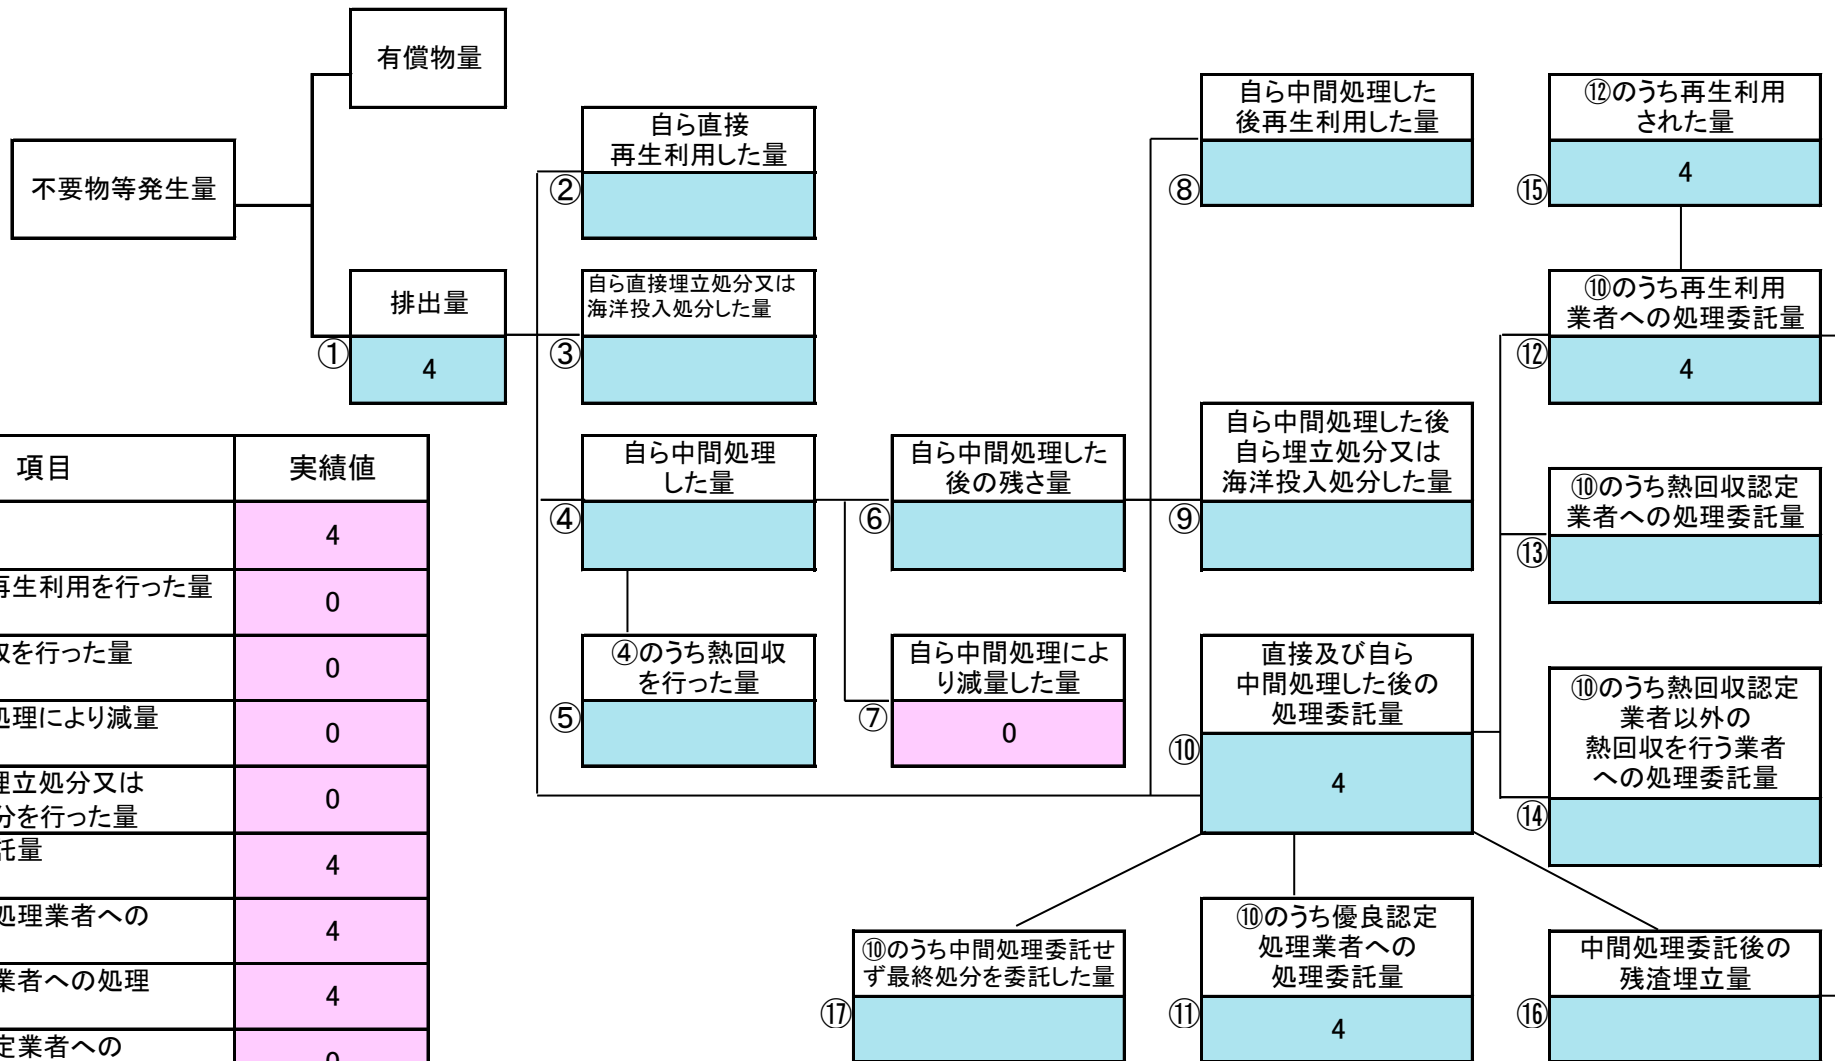 有償物量
不要物等発生量
排出量
①
4
自ら直接
再生利用した量
②
自ら直接埋立処分又は
海洋投入処分した量
③
自ら中間処理
した量
④
④のうち熱回収
を行った量
⑤
自ら中間処理した
後の残さ量
⑥
自ら中間処理によ
り減量した量
⑦
0
自ら中間処理した
後再生利用した量
⑧
自ら中間処理した後
自ら埋立処分又は
海洋投入処分した量
⑨
直接及び自ら
中間処理した後の
処理委託量
⑩
4
⑫のうち再生利用
された量
⑮
4
⑩のうち再生利用
業者への処理委託量
⑫
4
⑩のうち熱回収認定
業者への処理委託量
⑬
⑩のうち熱回収認定
業者以外の
熱回収を行う業者
への処理委託量
⑭
⑩のうち中間処理委託せ
ず最終処分を委託した量
⑰
⑩のうち優良認定
処理業者への
処理委託量
⑪
4
中間処理委託後の
残渣埋立量
⑯
項目 実績値
4
再生利用を行った量 0
を行った量 0
処理により減量 0
埋立処分又は
分を行った量 0
託量 4
処理業者への 4
業者への処理 4
定業者への 0